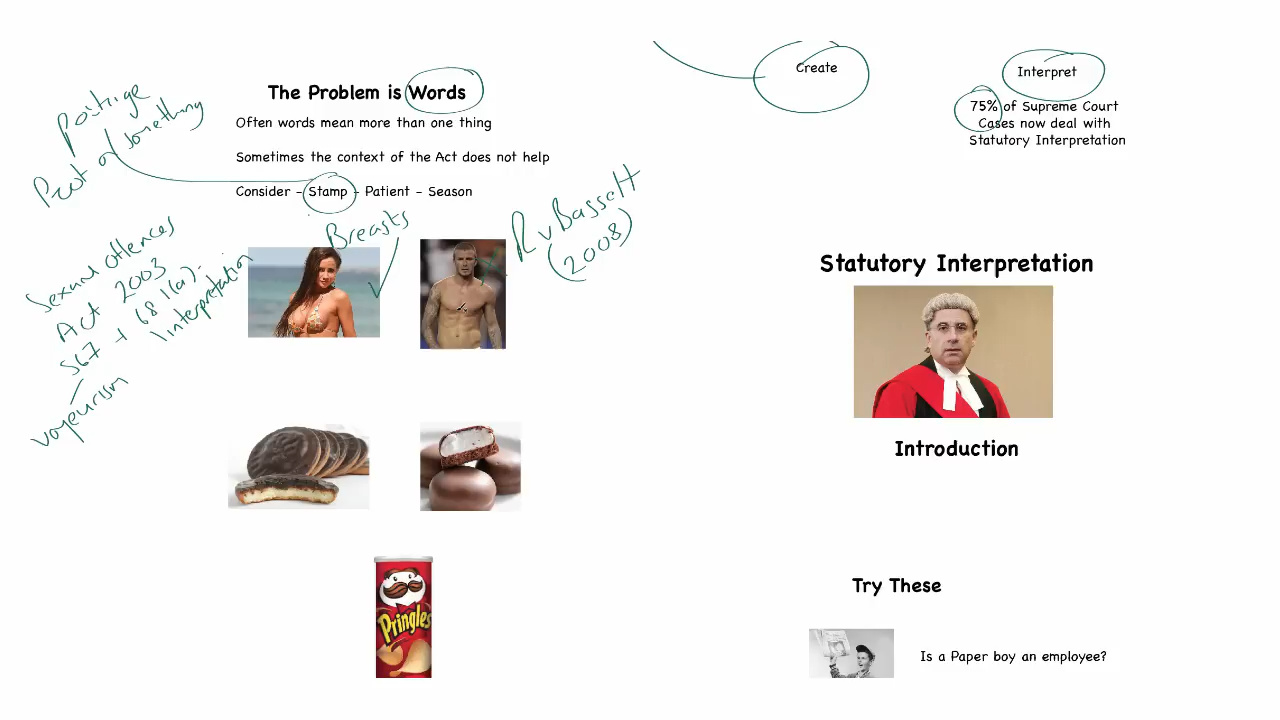 The Problem is Words
Often words mean more than one thing
Sometimes the context of the Act does not help
Consider - Stamp - Patient - Season
of something
Breasts
R v Bassett
(2008)
Sexual Offences
Act 2003
S67 + 68 1(a).
Interpretation
voyeurism
Pringles
Create
Interpret
75% of Supreme Court
Cases now deal with
Statutory Interpretation
Statutory Interpretation
Introduction
Try These
Is a Paper boy an employee?